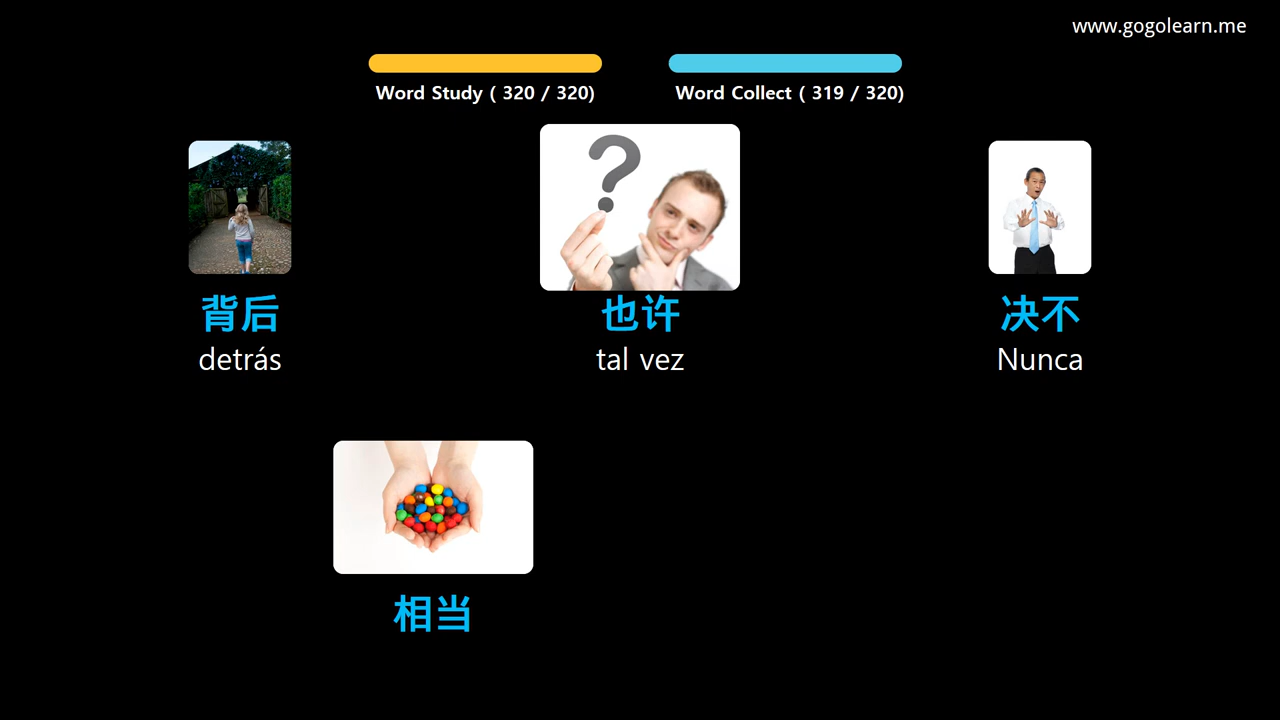 www.gogolearn.me
Word Study ( 320 / 320)
Word Collect ( 319 / 320)
背后
detrás
也许
tal vez
决不
Nunca
相当